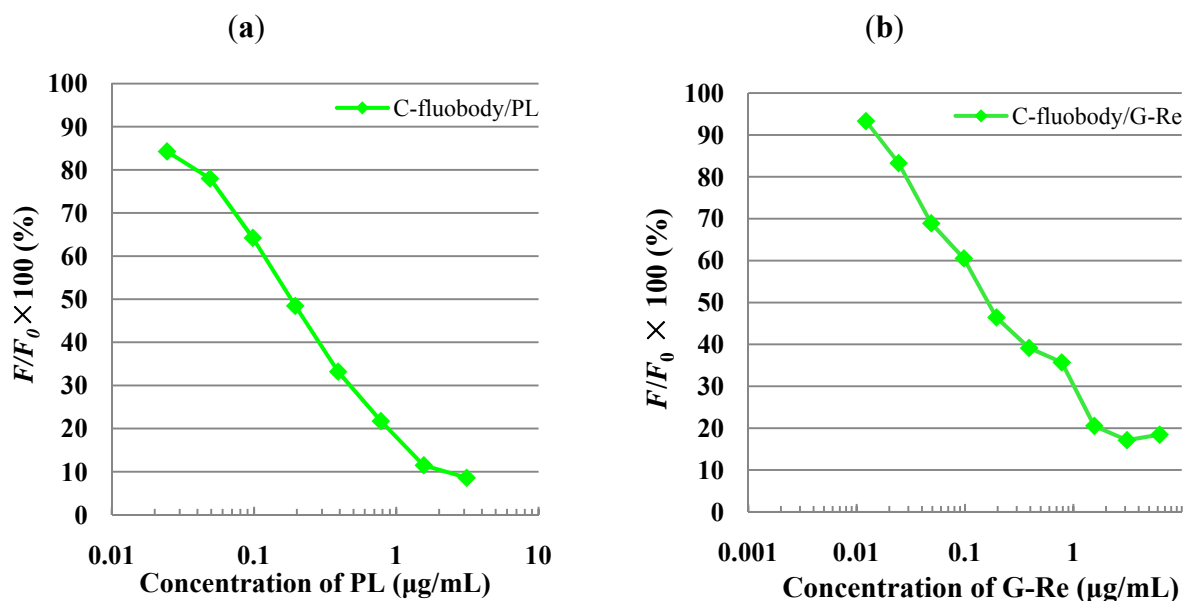 (a)
C-fluobody/PL
F/F0 × 100 (%)
100
90
80
70
60
50
40
30
20
10
0
0.01 0.1 1 10
Concentration of PL (µg/mL)
(b)
C-fluobody/G-Re
F/F0 × 100 (%)
100
90
80
70
60
50
40
30
20
10
0
0.001 0.01 0.1 1
Concentration of G-Re (µg/mL)